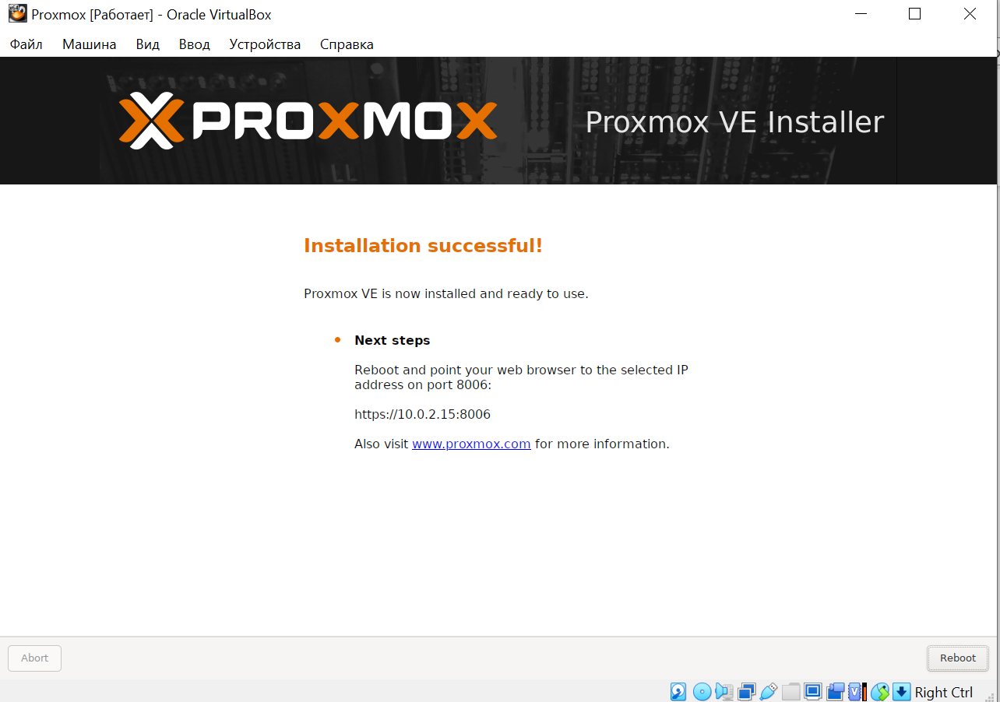 Proxmox [Работает] - Oracle VirtualBox
Файл Машина Вид Ввод Устройства Справка
PROXMOX
Proxmox VE Installer
Installation successful!
Proxmox VE is now installed and ready to use.
Next steps
Reboot and point your web browser to the selected IP
address on port 8006:
https://10.0.2.15:8006
Also visit www.proxmox.com for more information.
Abort
Reboot
Right Ctrl